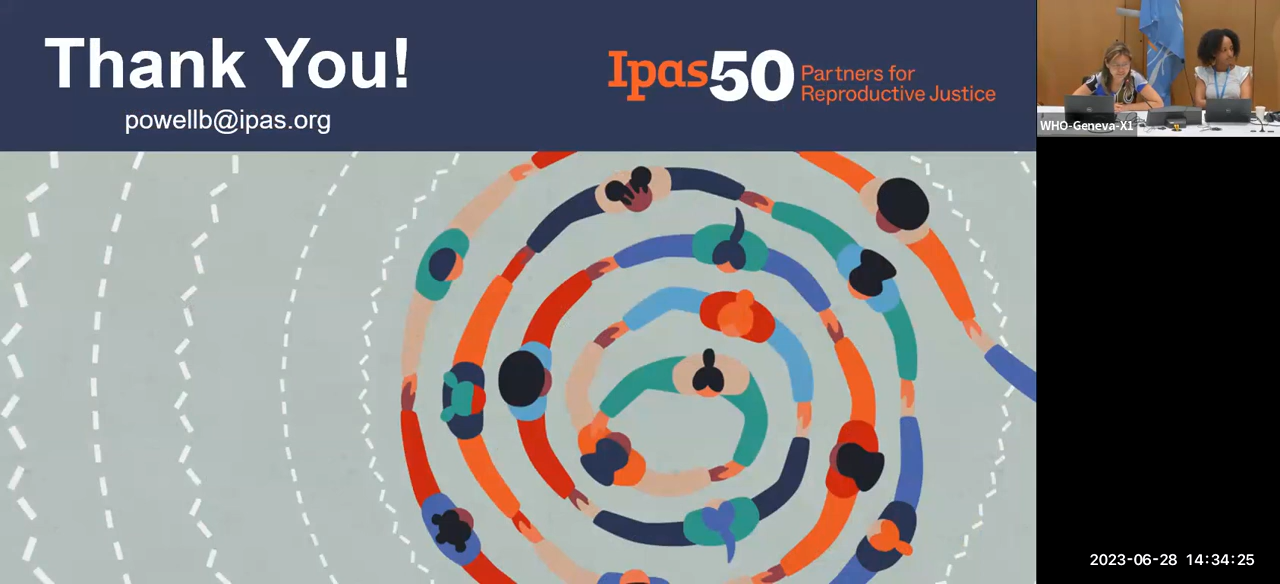 Thank You!
powellb@ipas.org
Ipas50
Partners for
Reproductive Justice
WHO-Geneva-X1
2023-06-28 14:34:25